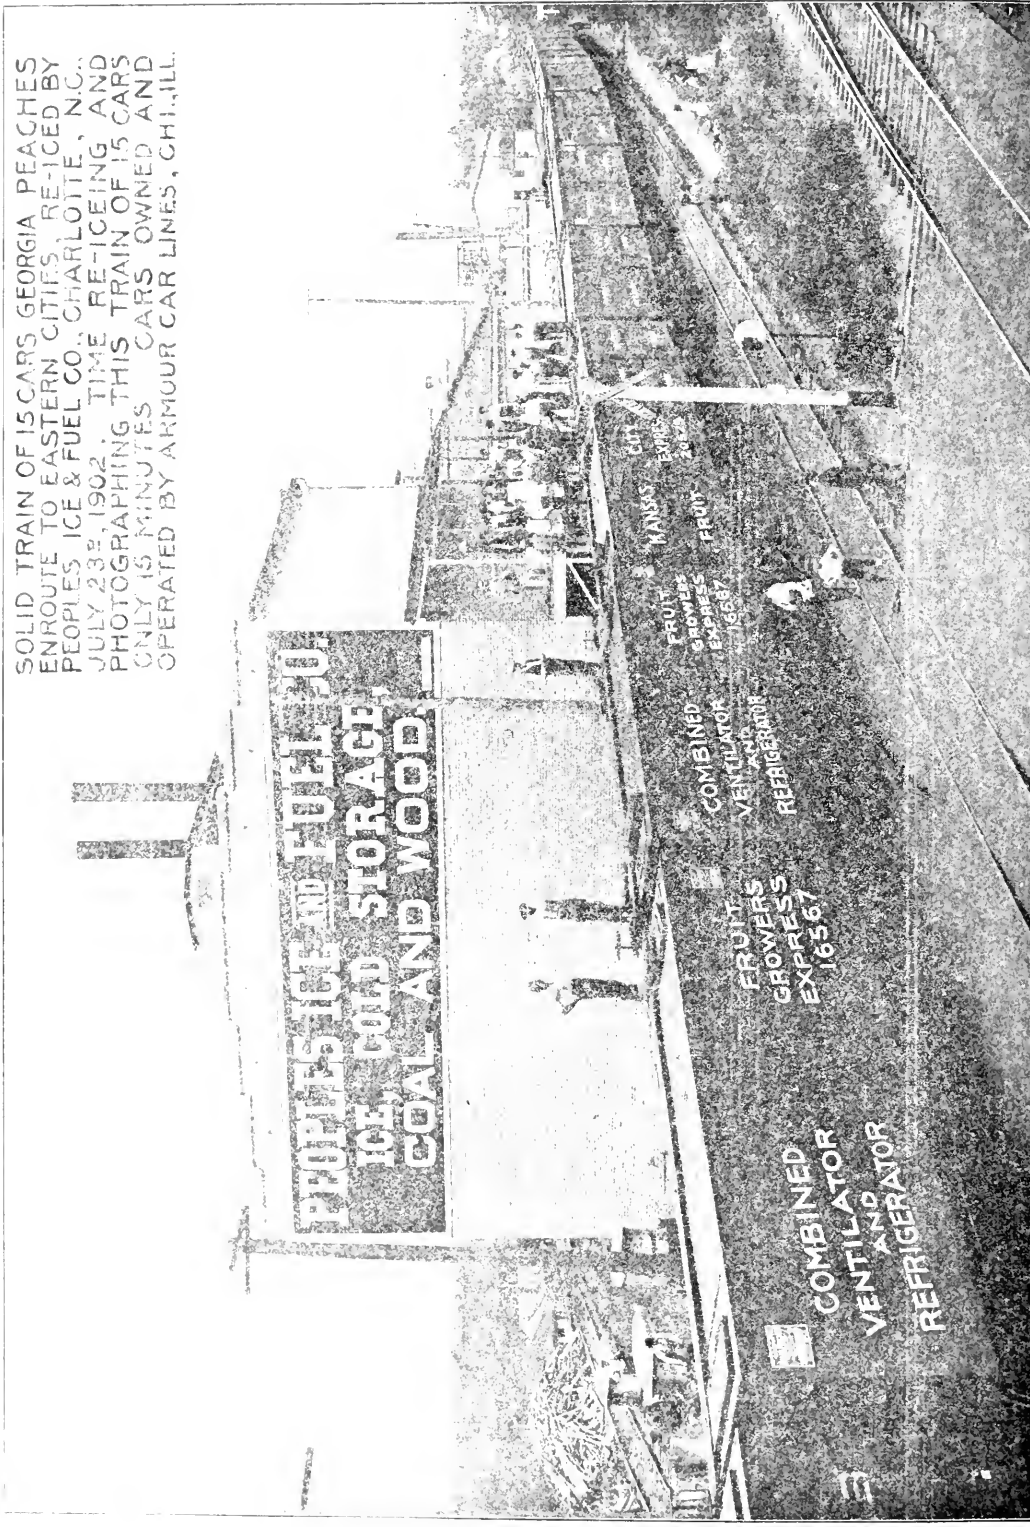 SOLID TRAIN OF 15 CARS GEORGIA PEACHES
ENROUTE TO EASTERN CITIES, RE-ICED BY
PEOPLES ICE & FUEL CO., CHARLOTTE, N.C.,
JULY 23RD, 1902. TIME RE-ICEING AND
PHOTOGRAPHING THIS TRAIN OF 15 CARS
ONLY 15 MINUTES CARS OWNED AND
OPERATED BY ARMOUR CAR LINES, CHI., ILL.
PEOPLES ICE AND FUEL CO.
ICE, COLD STORAGE,
COAL AND WOOD
COMBINED
VENTILATOR
AND
REFRIGERATOR
FRUIT
GROWERS
EXPRESS
16567
COMBINED
VENTILATOR
AND
REFRIGERATOR
FRUIT
GROWERS
EXPRESS
KANSAS CITY
FRUIT EXPRESS